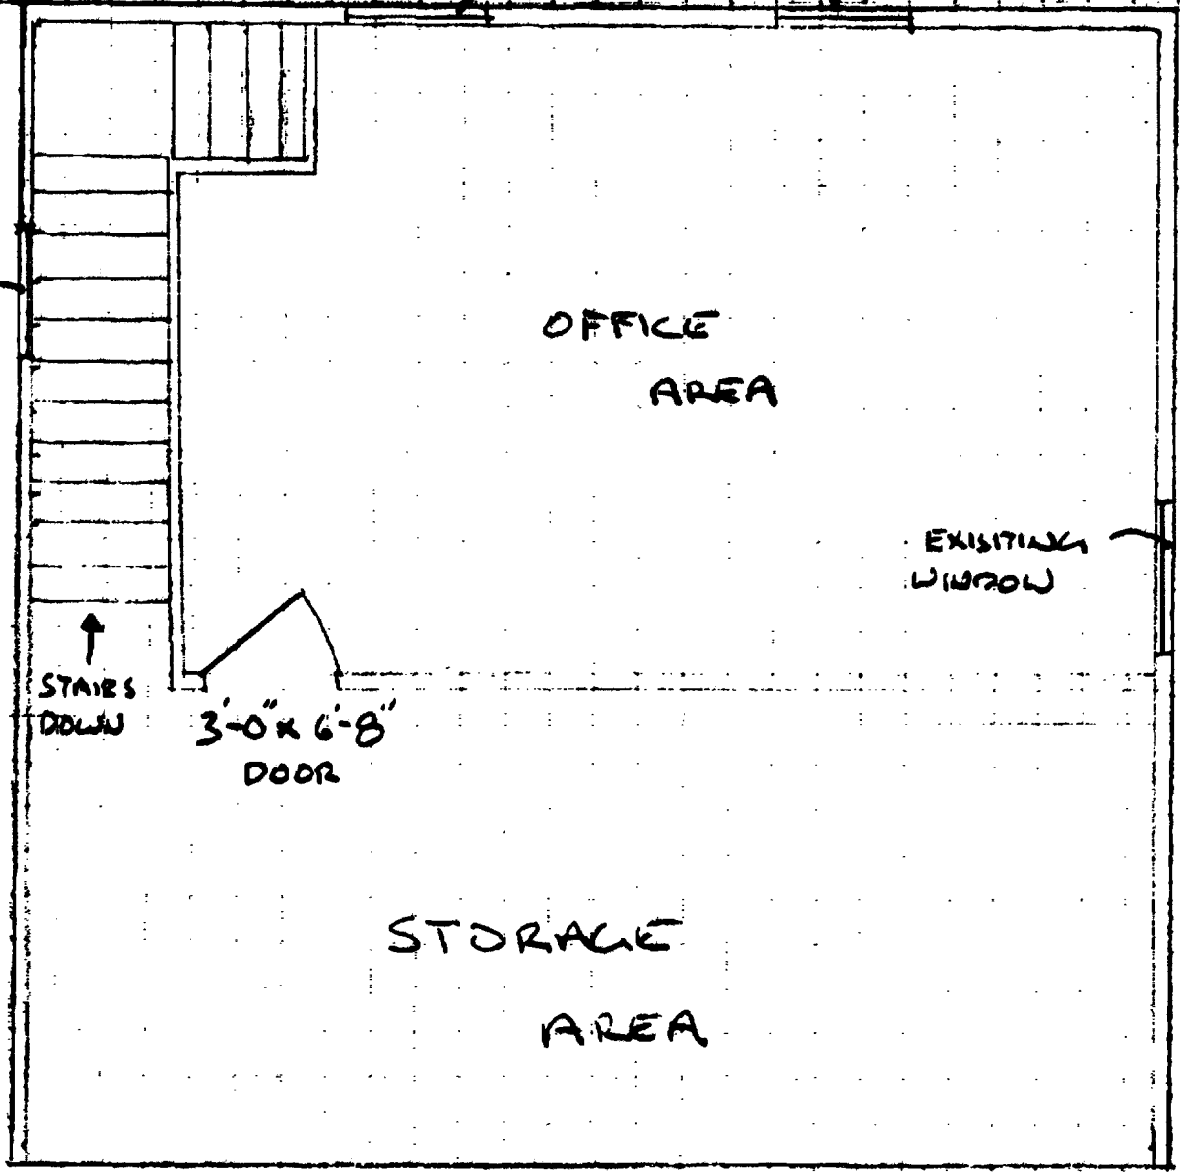 OFFICE
AREA
EXISITING
WINDOW
STAIRS
DOWN
3'-0" x 6'-8"
DOOR
STORAGE
AREA